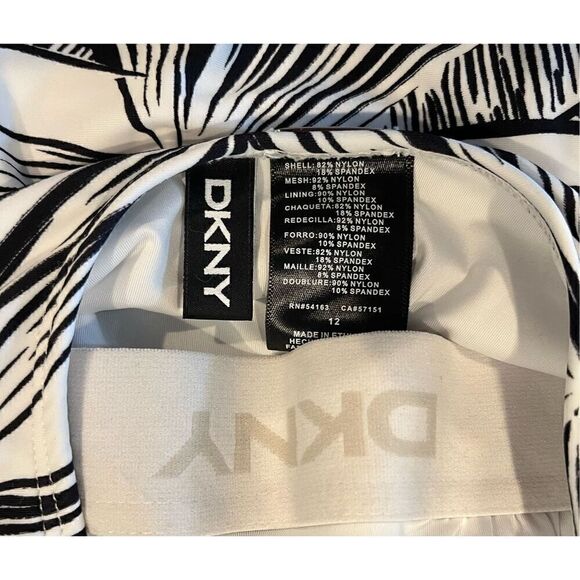 DKNY
SHELL:82% NYLON
18% SPANDEX
MESH:92% NYLON
8% SPANDEX
LINING:90% NYLON
10% SPANDEX
CHAQUETA:82% NYLON
18% SPANDEX
REDECILLA:92% NYLON
8% SPANDEX
FORRO:90% NYLON
10% SPANDEX
VESTE:82% NYLON
18% SPANDEX
MAILLE:92% NYLON
8% SPANDEX
DOUBLURE:90% NYLON
10% SPANDEX
RN#54163 CA#57151
12
MADE IN
DKNY